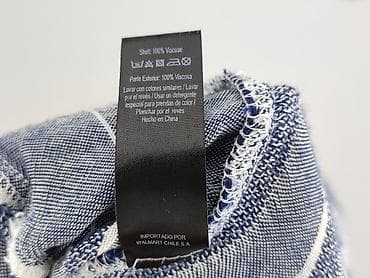 Shell: 100% Viscose
Parte Exterior: 100% Viscosa
Lavar con colores similares / Lavar
por el revés / Usar un detergente
especial para prendas de color /
Planchar por el revés
Hecho en China
IMPORTADO POR
WALMART CHILE S.A